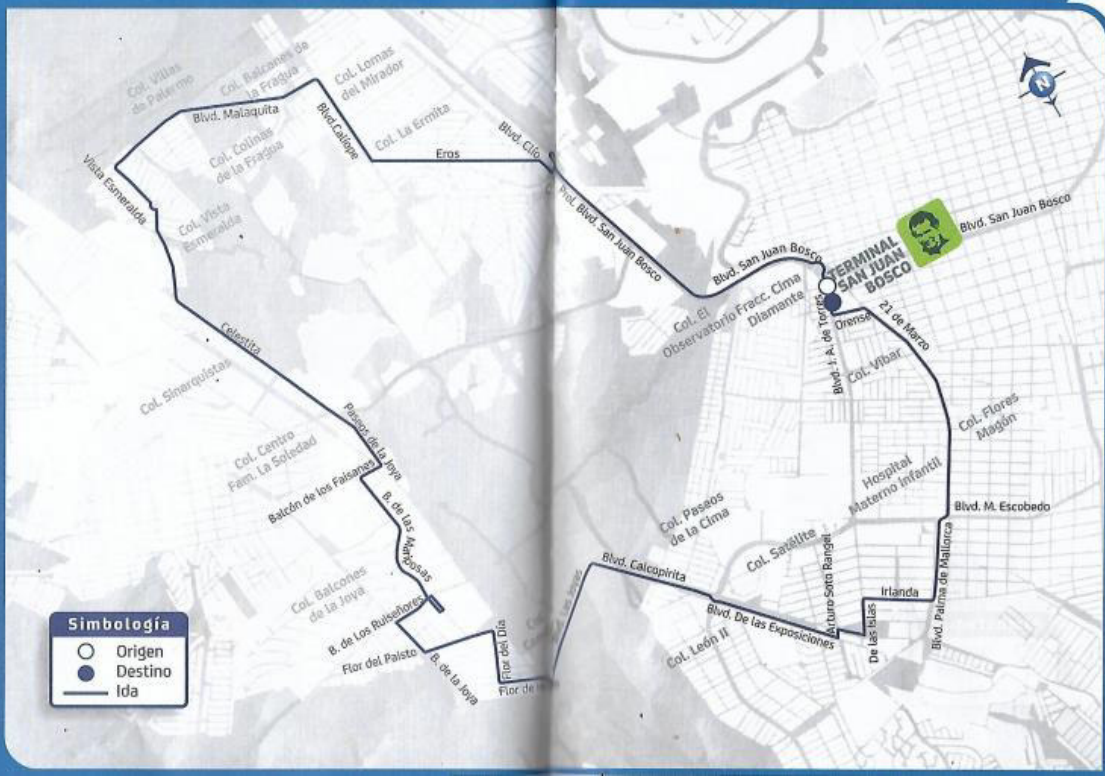 Col. Villas
de Palermo
Col. Balcones de
la Fragua
Col. Lomas
del Mirador
Blvd. Malaquita
Blvd.Calíope
Col. La Ermita
Col. Colinas
de la Fragua
Eros
Blvd. Clío
Vista Esmeralda
Col. Vista
Esmeralda
Prol. Blvd. San Juan Bosco
Blvd. San Juan Bosco
TERMINAL
SAN JUAN
BOSCO
Blvd. San Juan Bosco
N
Col. El
Observatorio
Fracc. Cima
Diamante
Blvd. J. A. de Torres
Orense
21 de Marzo
Col. Vibar
Celestita
Col. Sinarquistas
Col. Flores
Magón
Paseos de la Joya
Col. Centro
Fam. La Soledad
Balcón de los Faisanes
B. de las Mariposas
Hospital
Materno Infantil
Col. Paseos
de la Cima
Blvd. M. Escobedo
Col. Satélite
Arturo Soto Rangel
Blvd. Palma de Mallorca
Blvd. Calcopirita
Irlanda
Blvd. De las Exposiciones
De las Islas
Col. León II
Col. Balcones
de la Joya
B. de Los Ruiseñores
Flor del Paisto
B. de la Joya
Flor del Día
Flor de
Simbología
Origen
Destino
Ida